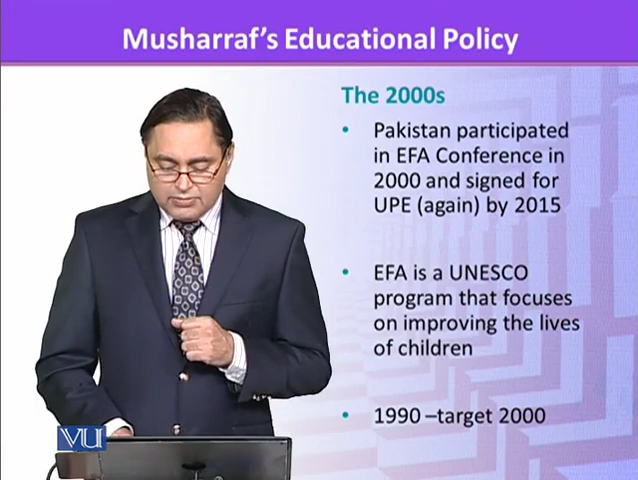 Musharraf's Educational Policy
The 2000s
• Pakistan participated
in EFA Conference in
2000 and signed for
UPE (again) by 2015
• EFA is a UNESCO
program that focuses
on improving the lives
of children
• 1990 –target 2000
VU